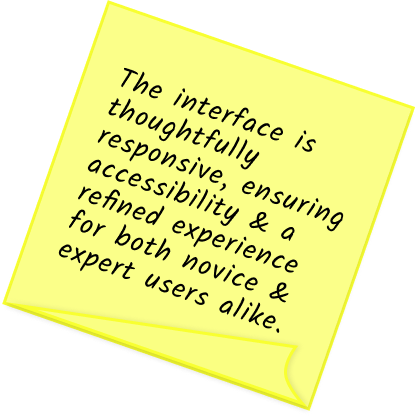 The interface is
thoughtfully
responsive, ensuring
accessibility & a
refined experience
for both novice &
expert users alike.